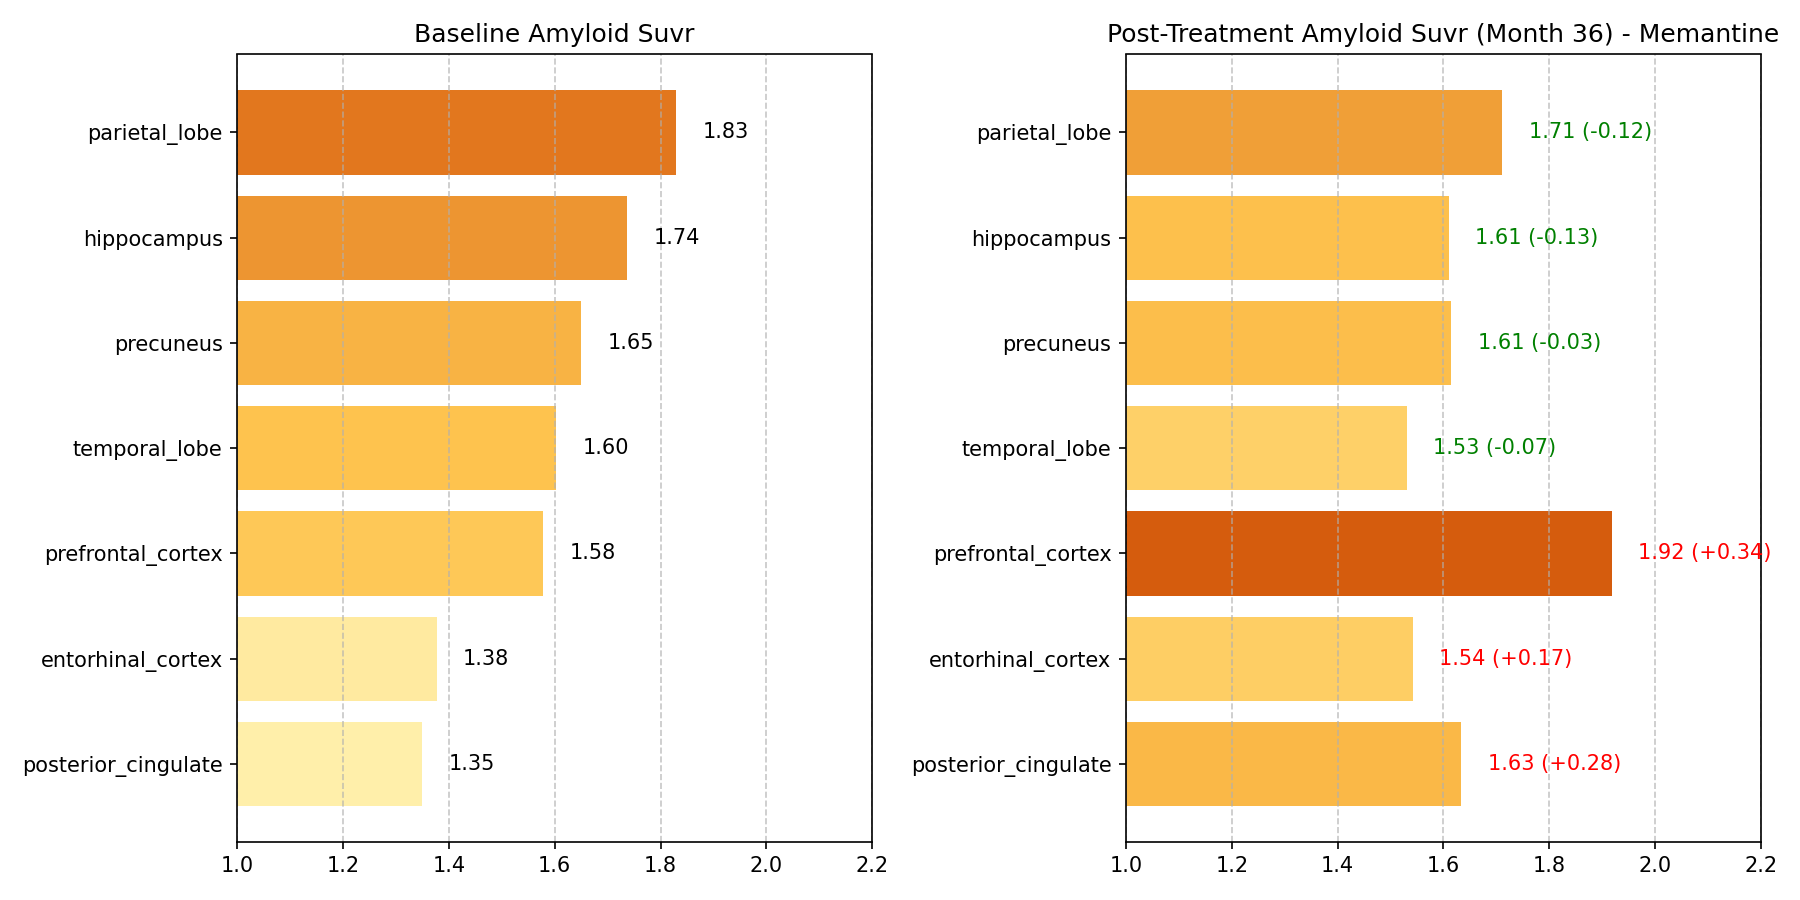 Baseline Amyloid Suvr
parietal_lobe
1.83
hippocampus
1.74
precuneus
1.65
temporal_lobe
1.60
prefrontal_cortex
1.58
entorhinal_cortex
1.38
posterior_cingulate
1.35
1.0 1.2 1.4 1.6 1.8 2.0 2.2
Post-Treatment Amyloid Suvr (Month 36) - Memantine
parietal_lobe
1.71 (-0.12)
hippocampus
1.61 (-0.13)
precuneus
1.61 (-0.03)
temporal_lobe
1.53 (-0.07)
prefrontal_cortex
1.92 (+0.34)
entorhinal_cortex
1.54 (+0.17)
posterior_cingulate
1.63 (+0.28)
1.0 1.2 1.4 1.6 1.8 2.0 2.2